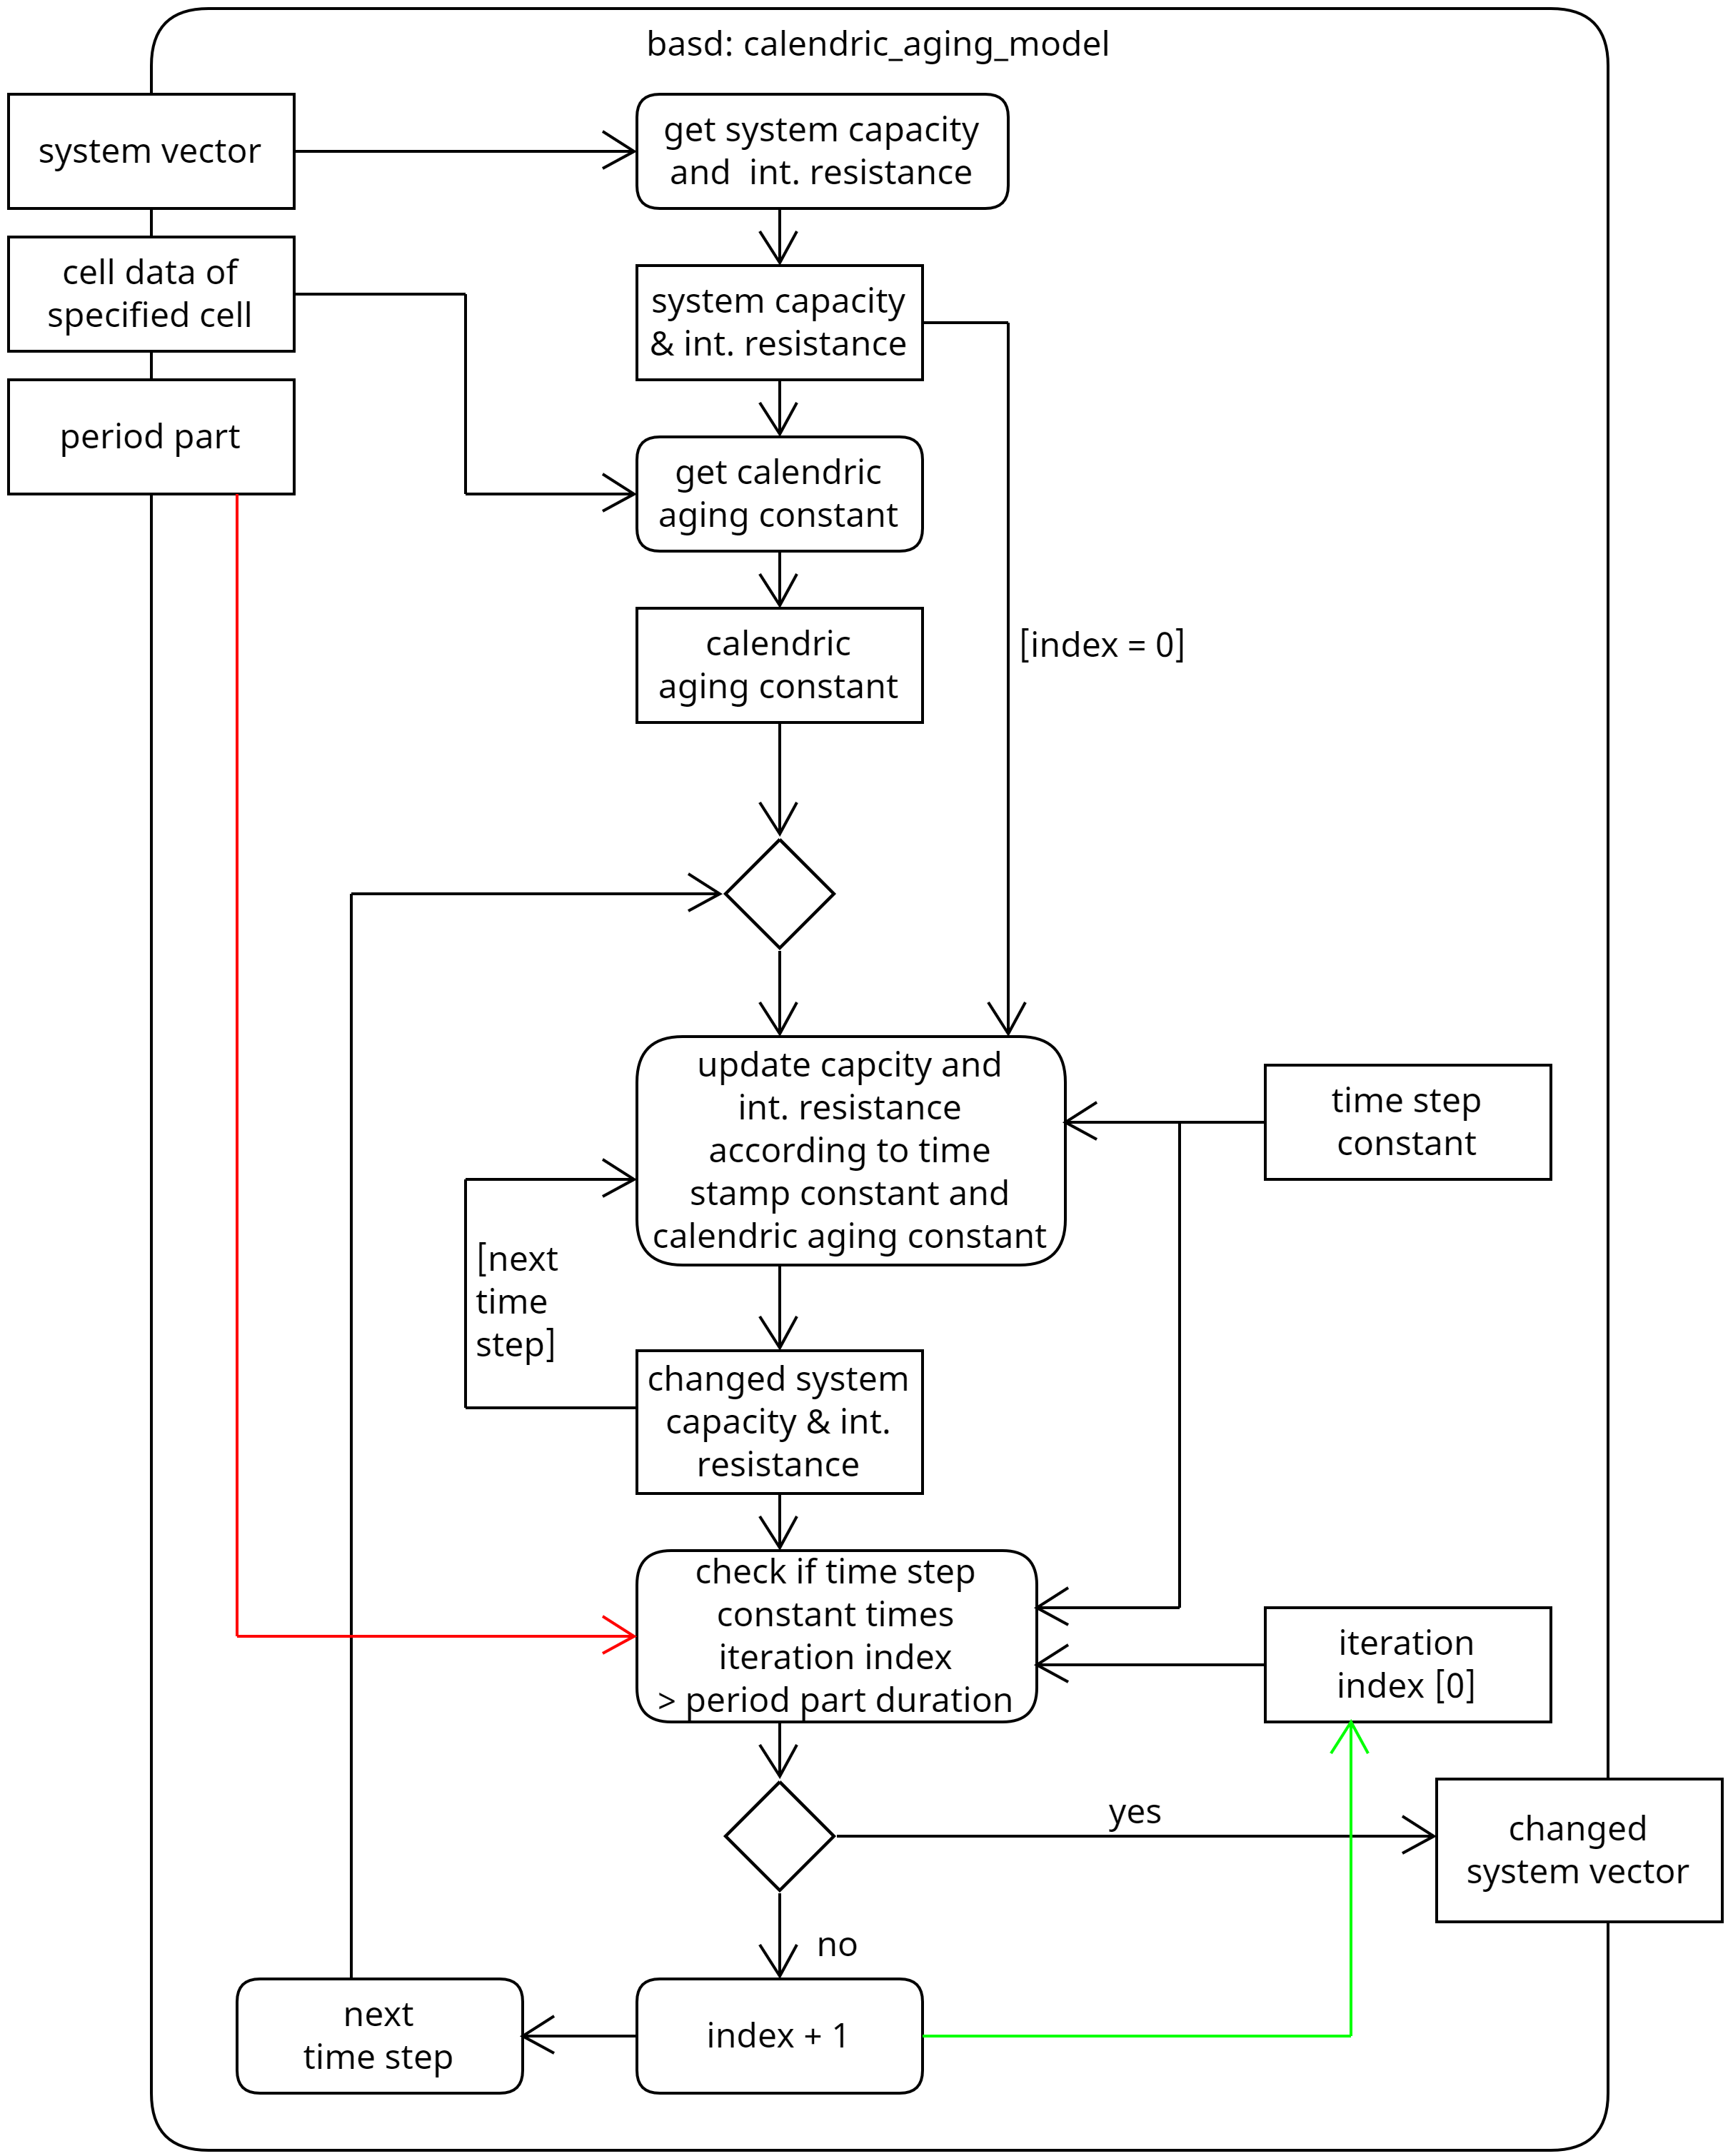 basd: calendric_aging_model
system vector
get system capacity
and  int. resistance
cell data of
specified cell
system capacity
& int. resistance
period part
get calendric
aging constant
calendric
aging constant
[index = 0]
update capcity and
int. resistance
according to time
stamp constant and
calendric aging constant
time step
constant
[next
time
step]
changed system
capacity & int.
resistance
check if time step
constant times
iteration index
> period part duration
iteration
index [0]
yes
changed
system vector
no
next
time step
index + 1